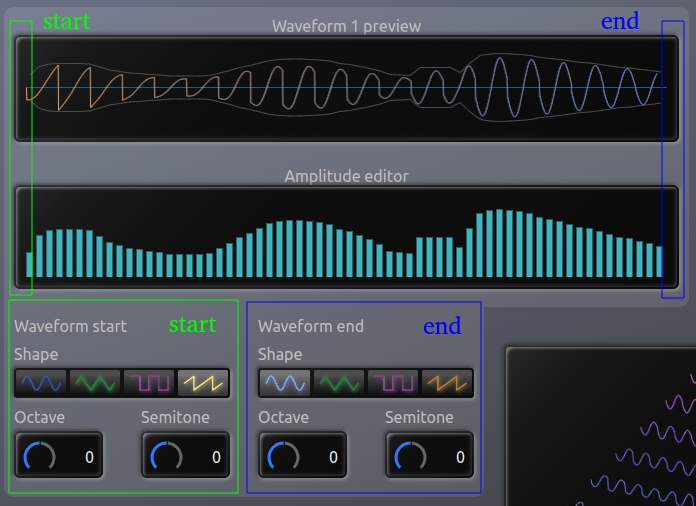 start
end
Waveform 1 preview
Amplitude editor
Waveform start
start
Waveform end
end
Shape
Shape
Octave
Semitone
Octave
Semitone
0
0
0
0